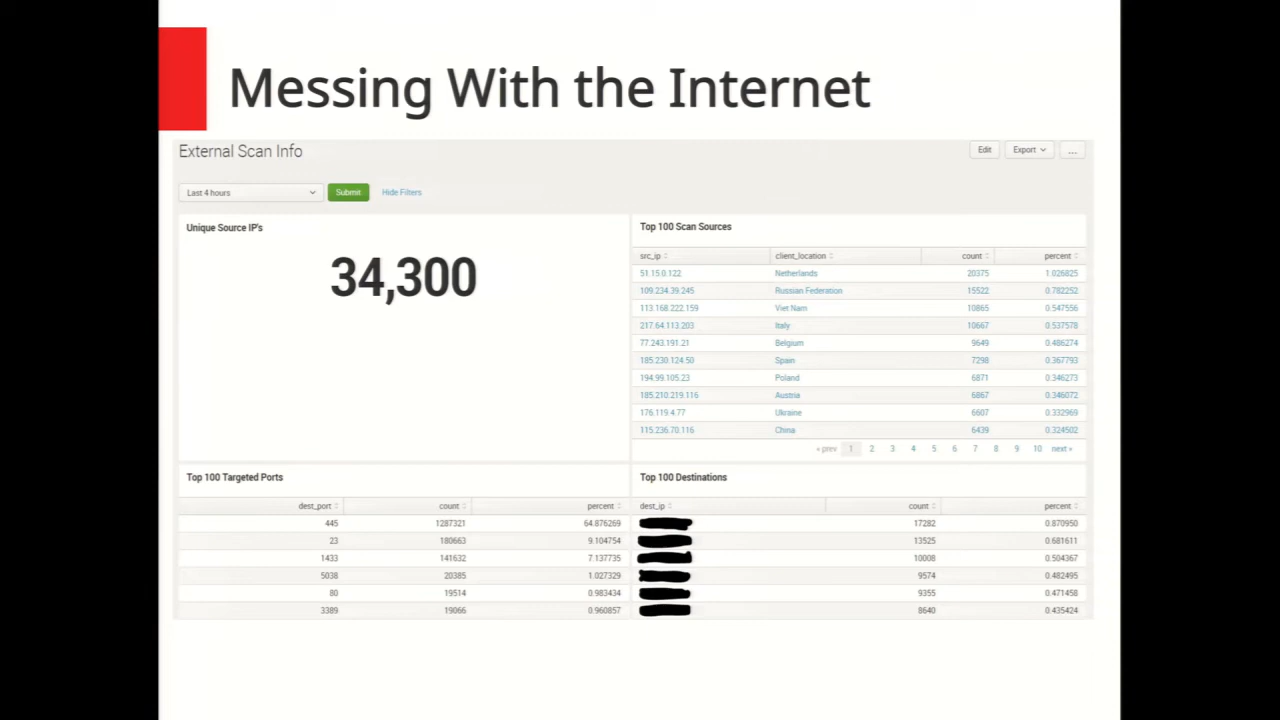 Messing With the Internet
External Scan Info
Edit
Export
...
Last 4 hours
Submit
Hide Filters
Unique Source IP's
34,300
Top 100 Scan Sources
src_ip client_location count percent
51.15.0.122 Netherlands 20375 1.026825
109.234.39.245 Russian Federation 15522 0.782252
113.168.222.159 Viet Nam 10865 0.547556
217.64.113.203 Italy 10667 0.537578
77.243.191.21 Belgium 9649 0.486274
185.230.124.50 Spain 7298 0.367793
194.99.105.23 Poland 6871 0.346273
185.210.219.116 Austria 6867 0.346072
176.119.4.77 Ukraine 6607 0.332969
115.236.70.116 China 6439 0.324502
« prev 1 2 3 4 5 6 7 8 9 10 next »
Top 100 Targeted Ports
dest_port count percent
445 1287321 64.876269
23 180663 9.104754
1433 141632 7.137735
5038 20385 1.027329
80 19514 0.983434
3389 19066 0.960857
Top 100 Destinations
dest_ip count percent
17282 0.870950
13525 0.681611
10008 0.504367
9574 0.482495
9355 0.471458
8640 0.435424